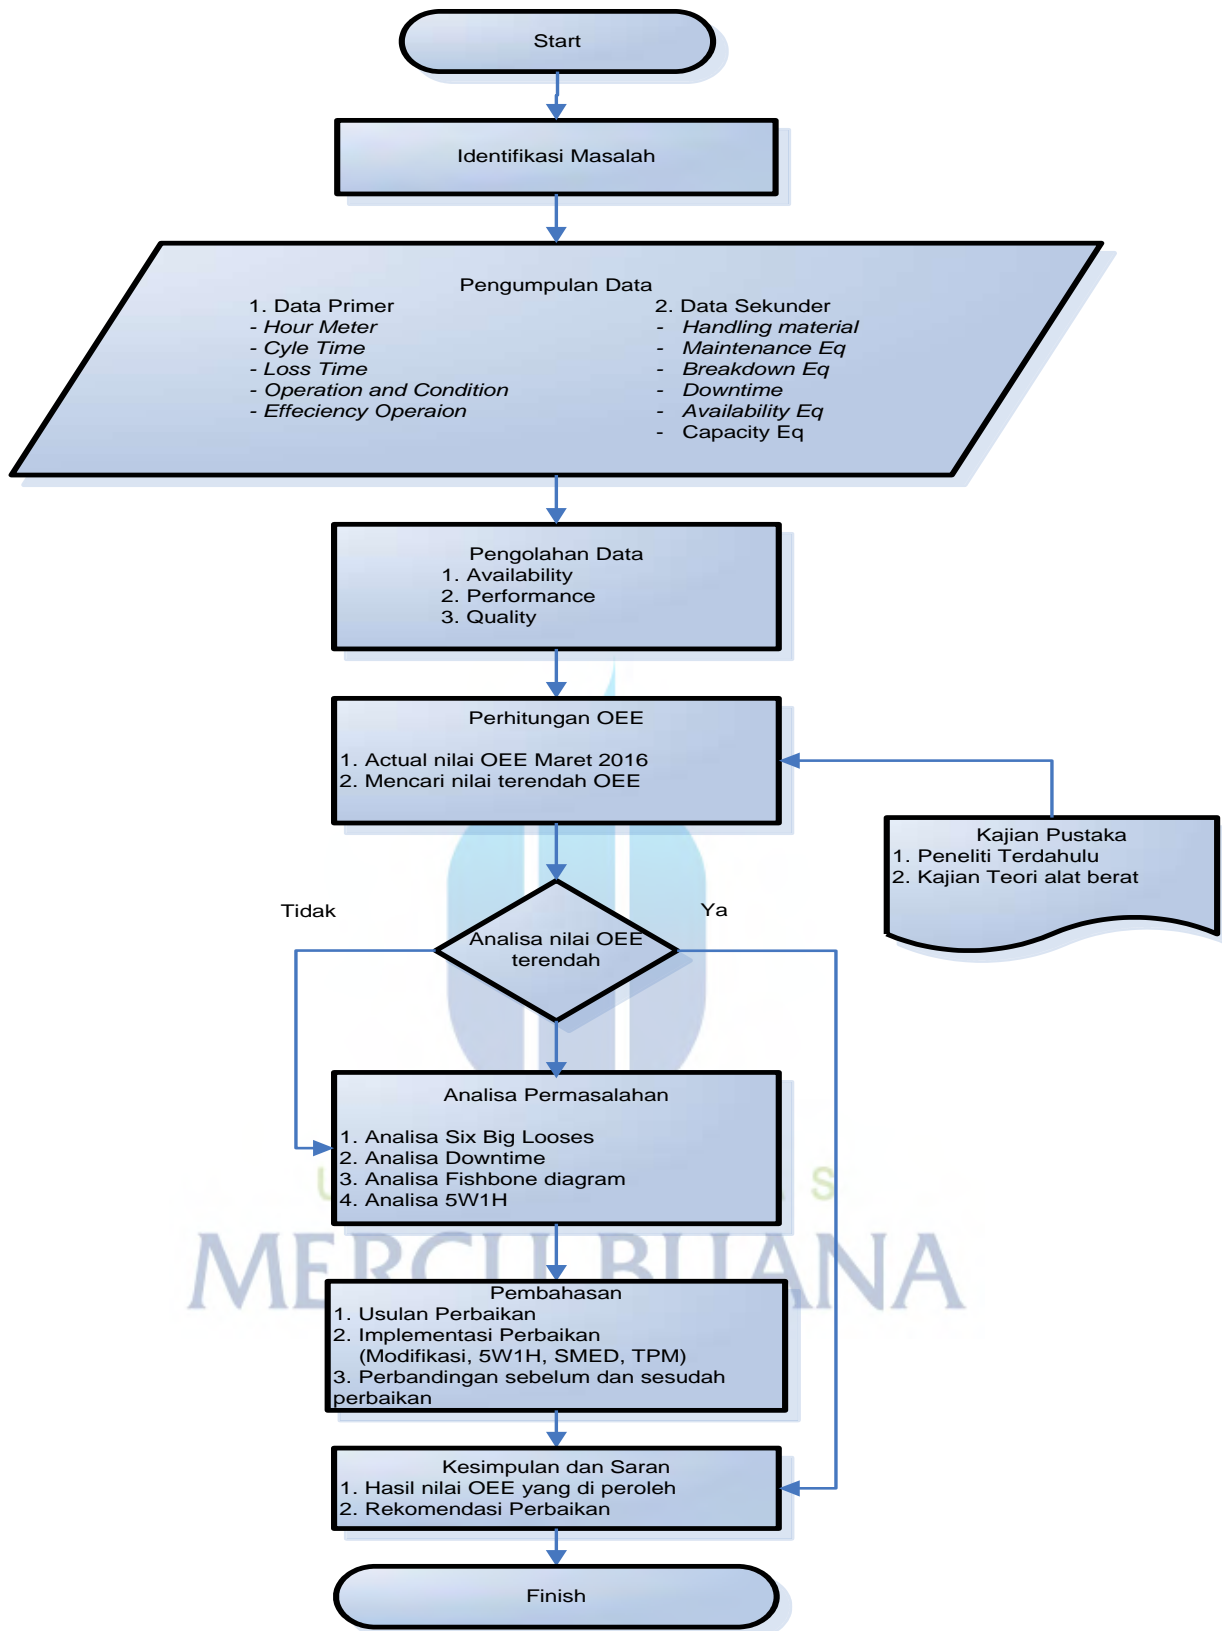 Start
Identifikasi Masalah
Pengumpulan Data
1. Data Primer
- Hour Meter
- Cyle Time
- Loss Time
- Operation and Condition
- Effeciency Operaion
2. Data Sekunder
- Handling material
- Maintenance Eq
- Breakdown Eq
- Downtime
- Availability Eq
- Capacity Eq
Pengolahan Data
1. Availability
2. Performance
3. Quality
Perhitungan OEE
1. Actual nilai OEE Maret 2016
2. Mencari nilai terendah OEE
Kajian Pustaka
1. Peneliti Terdahulu
2. Kajian Teori alat berat
Tidak
Ya
Analisa nilai OEE
terendah
Analisa Permasalahan
1. Analisa Six Big Looses
2. Analisa Downtime
3. Analisa Fishbone diagram
4. Analisa 5W1H
MERCU BUANA
Pembahasan
1. Usulan Perbaikan
2. Implementasi Perbaikan
(Modifikasi, 5W1H, SMED, TPM)
3. Perbandingan sebelum dan sesudah
perbaikan
Kesimpulan dan Saran
1. Hasil nilai OEE yang di peroleh
2. Rekomendasi Perbaikan
Finish